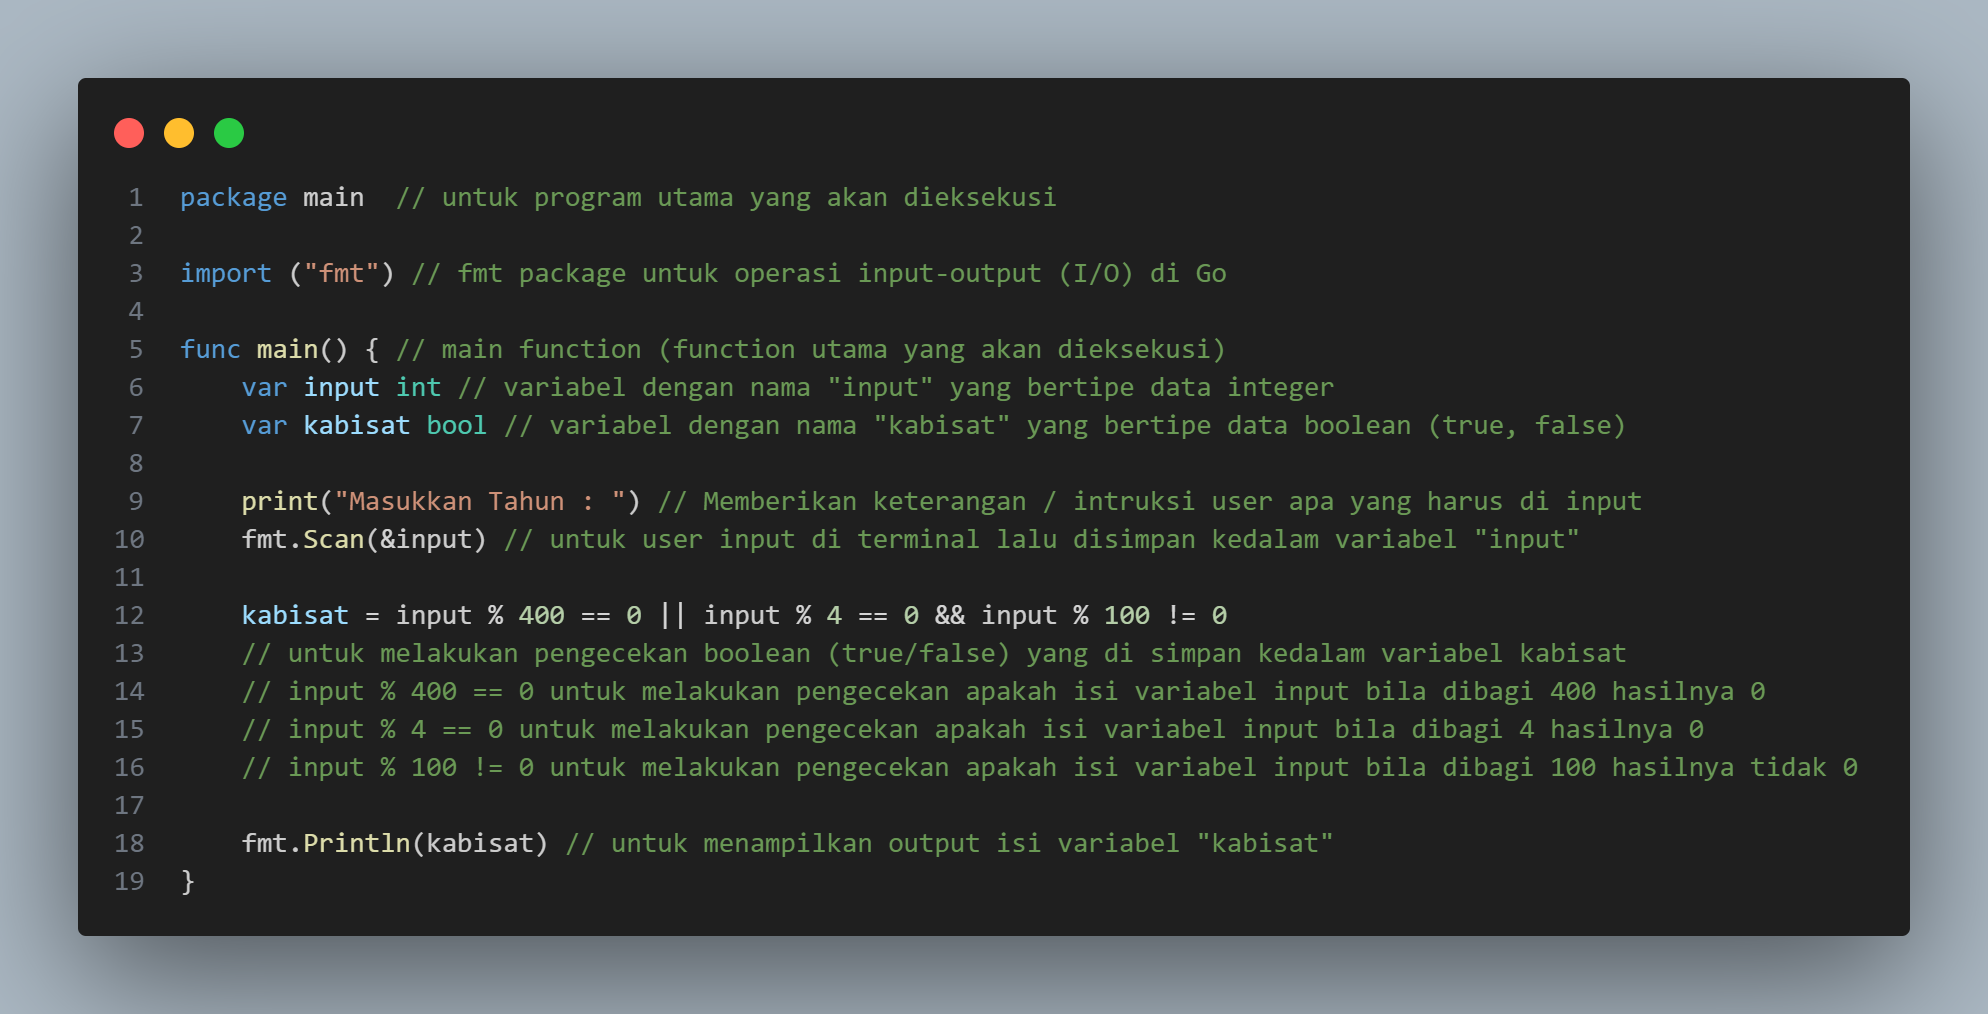 1 package main  // untuk program utama yang akan dieksekusi
2
3 import ("fmt") // fmt package untuk operasi input-output (I/O) di Go
4
5 func main() { // main function (function utama yang akan dieksekusi)
6     var input int // variabel dengan nama "input" yang bertipe data integer
7     var kabisat bool // variabel dengan nama "kabisat" yang bertipe data boolean (true, false)
8
9     print("Masukkan Tahun : ") // Memberikan keterangan / intruksi user apa yang harus di input
10     fmt.Scan(&input) // untuk user input di terminal lalu disimpan kedalam variabel "input"
11
12     kabisat = input % 400 == 0 || input % 4 == 0 && input % 100 != 0
13     // untuk melakukan pengecekan boolean (true/false) yang di simpan kedalam variabel kabisat
14     // input % 400 == 0 untuk melakukan pengecekan apakah isi variabel input bila dibagi 400 hasilnya 0
15     // input % 4 == 0 untuk melakukan pengecekan apakah isi variabel input bila dibagi 4 hasilnya 0
16     // input % 100 != 0 untuk melakukan pengecekan apakah isi variabel input bila dibagi 100 hasilnya tidak 0
17
18     fmt.Println(kabisat) // untuk menampilkan output isi variabel "kabisat"
19 }